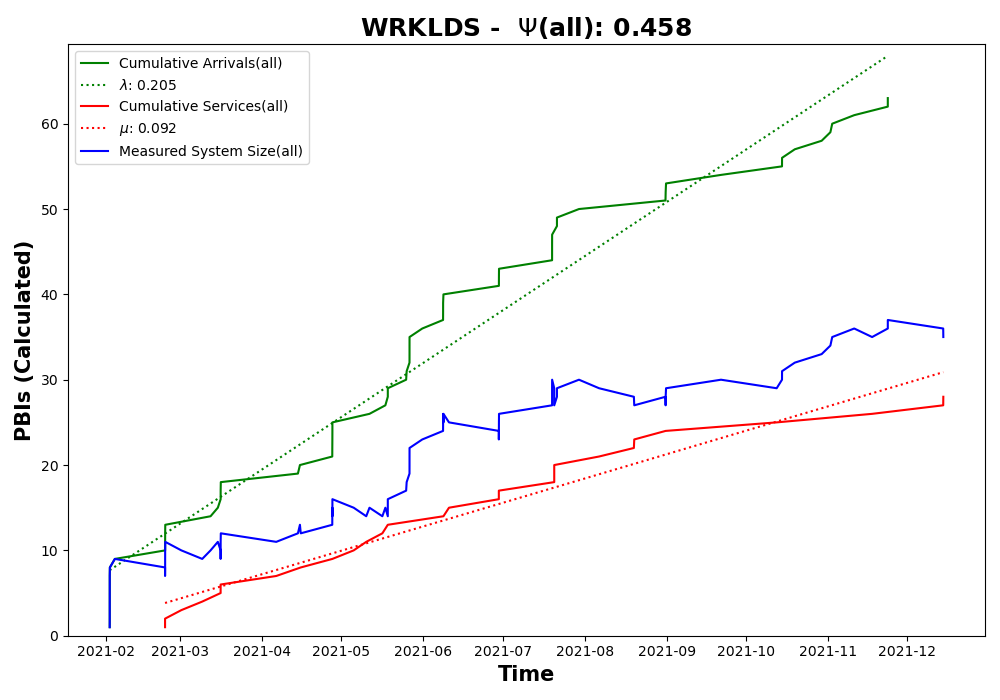 WRKLDS - Ψ(all): 0.458
Cumulative Arrivals(all)
λ: 0.205
Cumulative Services(all)
μ: 0.092
Measured System Size(all)
PBIs (Calculated)
60
50
40
30
20
10
0
2021-02 2021-03 2021-04 2021-05 2021-06 2021-07 2021-08 2021-09 2021-10 2021-11 2021-12
Time